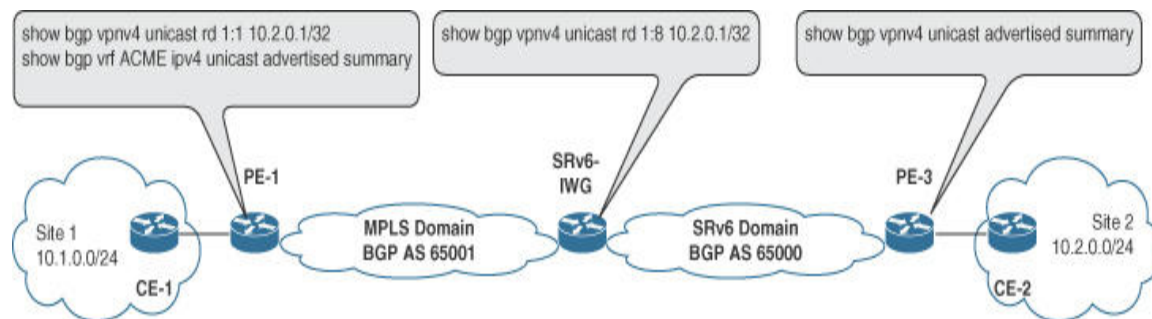 show bgp vpnv4 unicast rd 1:1 10.2.0.1/32
show bgp vrf ACME ipv4 unicast advertised summary
show bgp vpnv4 unicast rd 1:8 10.2.0.1/32
show bgp vpnv4 unicast advertised summary
PE-1
SRv6-
IWG
PE-3
Site 1
10.1.0.0/24
CE-1
MPLS Domain
BGP AS 65001
SRv6 Domain
BGP AS 65000
Site 2
10.2.0.0/24
CE-2